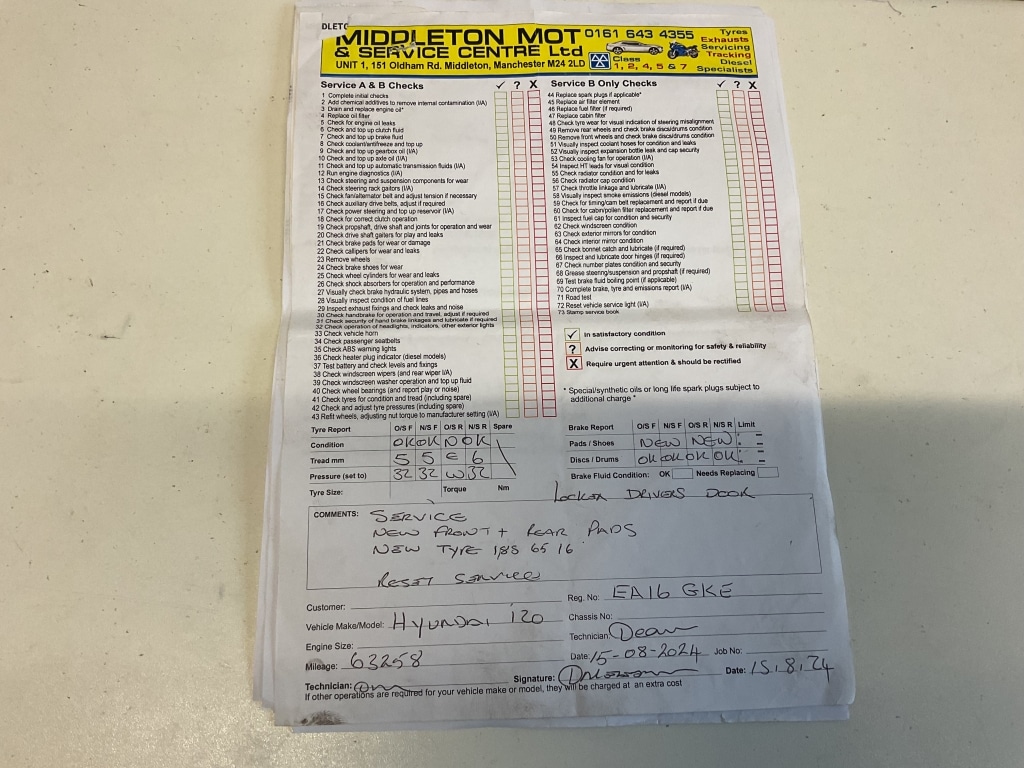 DLETC
MIDDLETON MOT
& SERVICE CENTRE Ltd
UNIT 1, 151 Oldham Rd. Middleton, Manchester M24 2LD
0161 643 4355
Class
1, 2, 4, 5 & 7
Tyres
Exhausts
Servicing
Tracking
Diesel
Specialists
Service A & B Checks ✓ ? X
1 Complete initial checks
2 Add chemical additives to remove internal contamination (I/A)
3 Drain and replace engine oil*
4 Replace oil filter
5 Check for engine oil leaks
6 Check and top up clutch fluid
7 Check and top up brake fluid
8 Check coolant/antifreeze and top up
9 Check and top up gearbox oil (I/A)
10 Check and top up axle oil (I/A)
11 Check and top up automatic transmission fluids (I/A)
12 Run engine diagnostics (I/A)
13 Check steering and suspension components for wear
14 Check steering rack gaitors (I/A)
15 Check fan/alternator belt and adjust tension if necessary
16 Check auxiliary drive belts, adjust if required
17 Check power steering and top up reservoir (I/A)
18 Check for correct clutch operation
19 Check propshaft, drive shaft and joints for operation and wear
20 Check drive shaft gaiters for play and leaks
21 Check brake pads for wear or damage
22 Check callipers for wear and leaks
23 Remove wheels
24 Check brake shoes for wear
25 Check wheel cylinders for wear and leaks
26 Check shock absorbers for operation and performance
27 Visually check brake hydraulic system, pipes and hoses
28 Visually inspect condition of fuel lines
29 Inspect exhaust fixings and check leaks and noise
30 Check handbrake for operation and travel, adjust if required
31 Check security of hand brake linkages and lubricate if required
32 Check operation of headlights, indicators, other exterior lights
33 Check vehicle horn
34 Check passenger seatbelts
35 Check ABS warning lights
36 Check heater plug indicator (diesel models)
37 Test battery and check levels and fixings
38 Check windscreen wipers (and rear wiper I/A)
39 Check windscreen washer operation and top up fluid
40 Check wheel bearings (and report play or noise)
41 Check tyres for condition and tread (including spare)
42 Check and adjust tyre pressures (including spare)
43 Refit wheels, adjusting nut torque to manufacturer setting (I/A)
Service B Only Checks ✓ ? X
44 Replace spark plugs if applicable*
45 Replace air filter element
46 Replace fuel filter (if required)
47 Replace cabin filter
48 Check tyre wear for visual indication of steering misalignment
49 Remove rear wheels and check brake discs/drums condition
50 Remove front wheels and check brake discs/drums condition
51 Visually inspect coolant hoses for condition and leaks
52 Visually inspect expansion bottle leak and cap security
53 Check cooling fan for operation (I/A)
54 Inspect HT leads for visual condition
55 Check radiator condition and for leaks
56 Check radiator cap condition
57 Check throttle linkage and lubricate (I/A)
58 Visually inspect smoke emissions (diesel models)
59 Check for timing/cam belt replacement and report if due
60 Check for cabin/pollen filter replacement and report if due
61 Inspect fuel cap for condition and security
62 Check windscreen condition
63 Check exterior mirrors for condition
64 Check interior mirror condition
65 Check bonnet catch and lubricate (if required)
66 Inspect and lubricate door hinges (if required)
67 Check number plates condition and security
68 Grease steering/suspension and propshaft (if required)
69 Test brake fluid boiling point (if applicable)
70 Complete brake, tyre and emissions report (I/A)
71 Road test
72 Reset vehicle service light (I/A)
73 Stamp service book
✓ in satisfactory condition
? Advise correcting or monitoring for safety & reliability
X Require urgent attention & should be rectified
* Special/synthetic oils or long life spark plugs subject to
additional charge *
Tyre Report O/S F N/S F O/S R N/S R Spare
Condition OK OK N OK
Tread mm 5 5 E 6
Pressure (set to) 32 32 W 32
Tyre Size: Torque Nm
Brake Report O/S F N/S F O/S R N/S R Limit
Pads / Shoes NEW NEW
Discs / Drums OK OK OK OK
Brake Fluid Condition: OK Needs Replacing
LOCKER DRIVERS DOOR
COMMENTS: SERVICE
NEW FRONT + REAR PADS
NEW TYPE 185 65 16
RESET SERVICE
Customer:
Reg. No: EA16 GKE
Vehicle Make/Model: HYUNDAI I20
Chassis No:
Engine Size:
Technician: Dean
Mileage: 63258
Date: 15-08-2024 Job No:
Technician:
Signature:
Date: 15.8.24
If other operations are required for your vehicle make or model, they will be charged at an extra cost